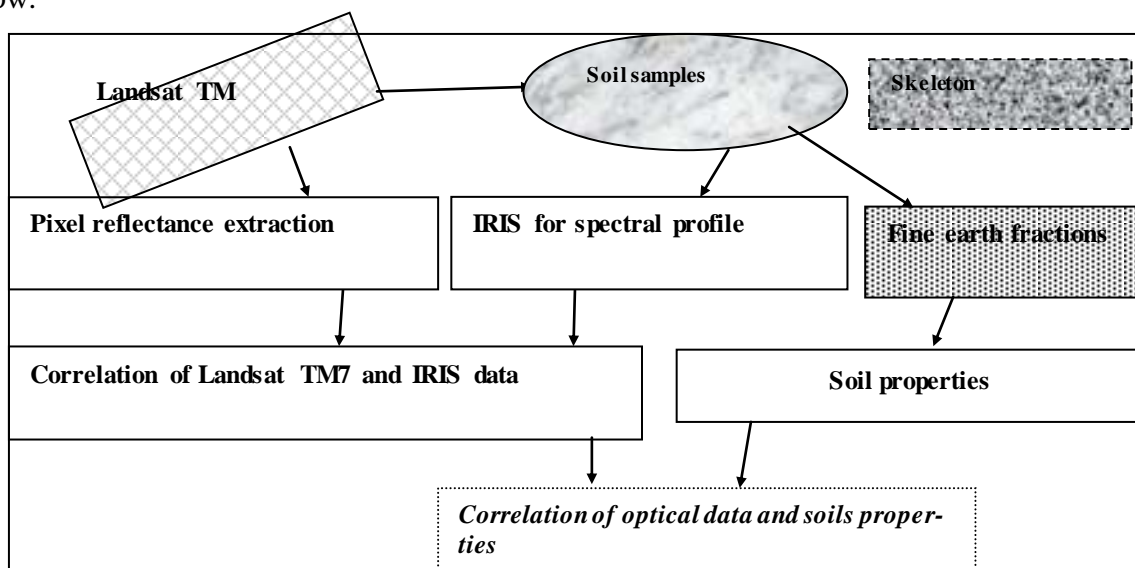 ow.
Landsat TM
Soil samples
Skeleton
Pixel reflectance extraction
IRIS for spectral profile
Fine earth fractions
Correlation of Landsat TM7 and IRIS data
Soil properties
Correlation of optical data and soils proper-
ties